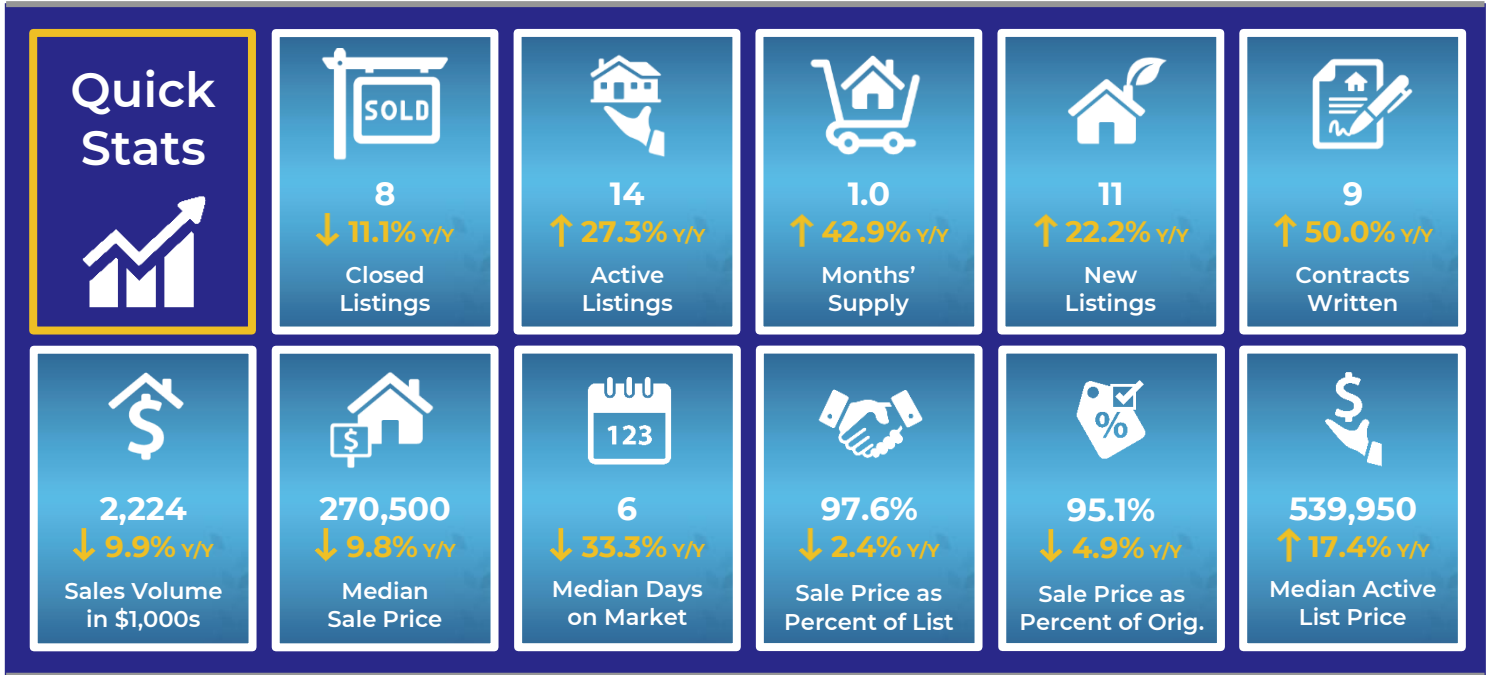 Quick
Stats
SOLD
8
↓ 11.1% Y/Y
Closed
Listings
14
↑ 27.3% Y/Y
Active
Listings
1.0
↑ 42.9% Y/Y
Months’
Supply
11
↑ 22.2% Y/Y
New
Listings
9
↑ 50.0% Y/Y
Contracts
Written
$
2,224
↓ 9.9% Y/Y
Sales Volume
in $1,000s
$
270,500
↓ 9.8% Y/Y
Median
Sale Price
123
6
↓ 33.3% Y/Y
Median Days
on Market
97.6%
↓ 2.4% Y/Y
Sale Price as
Percent of List
%
95.1%
↓ 4.9% Y/Y
Sale Price as
Percent of Orig.
$
539,950
↑ 17.4% Y/Y
Median Active
List Price